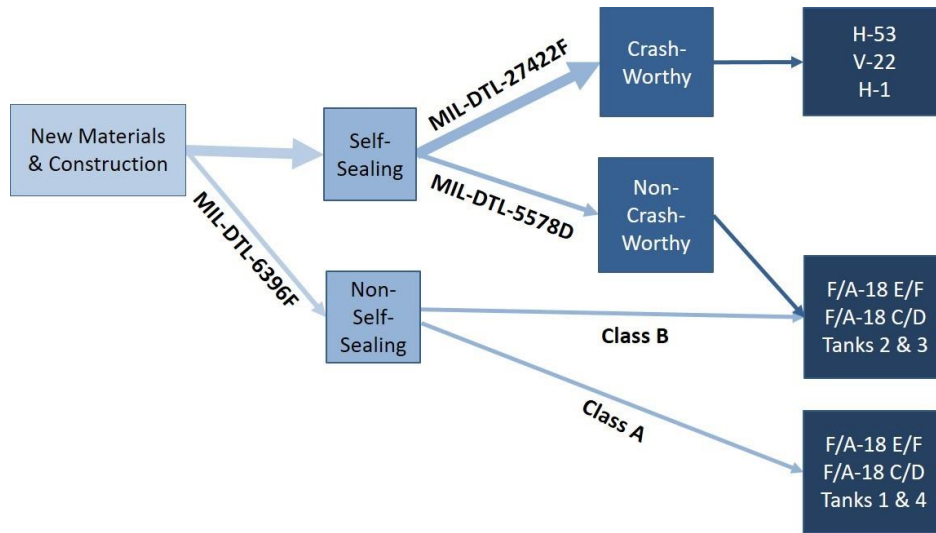 New Materials
& Construction
MIL-DTL-6396F
Self-
Sealing
Non-
Self-
Sealing
MIL-DTL-27422F
MIL-DTL-5578D
Crash-
Worthy
Non-
Crash-
Worthy
Class B
Class A
H-53
V-22
H-1
F/A-18 E/F
F/A-18 C/D
Tanks 2 & 3
F/A-18 E/F
F/A-18 C/D
Tanks 1 & 4